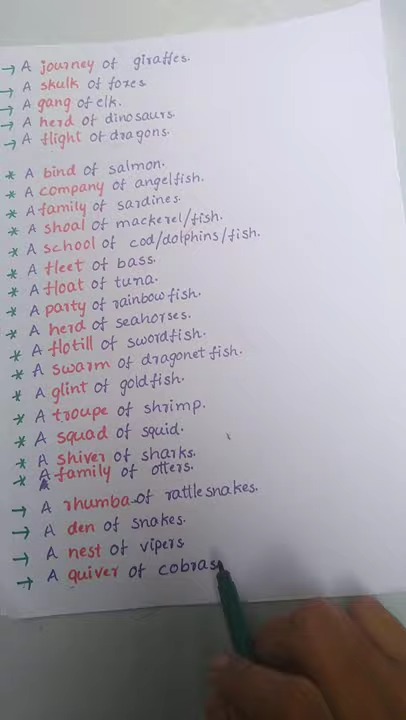 → A journey of giraffes.
→ A skulk of foxes
→ A gang of elk.
→ A herd of dinosaurs.
→ A flight of dragons.
* A bind of salmon.
* A company of angelfish.
* A family of sardines.
* A shoal of mackerel/fish.
* A school of cod/dolphins/fish.
* A fleet of bass.
* A float of tuna.
* A party of rainbow fish.
* A herd of seahorses.
* A flotill of swordfish.
* A swarm of dragonet fish.
* A glint of goldfish.
* A troupe of shrimp.
* A squad of squid.
* A shiver of sharks.
* A family of otters.
→ A rhumba of rattlesnakes.
→ A den of snakes.
→ A nest of vipers
→ A quiver of cobras